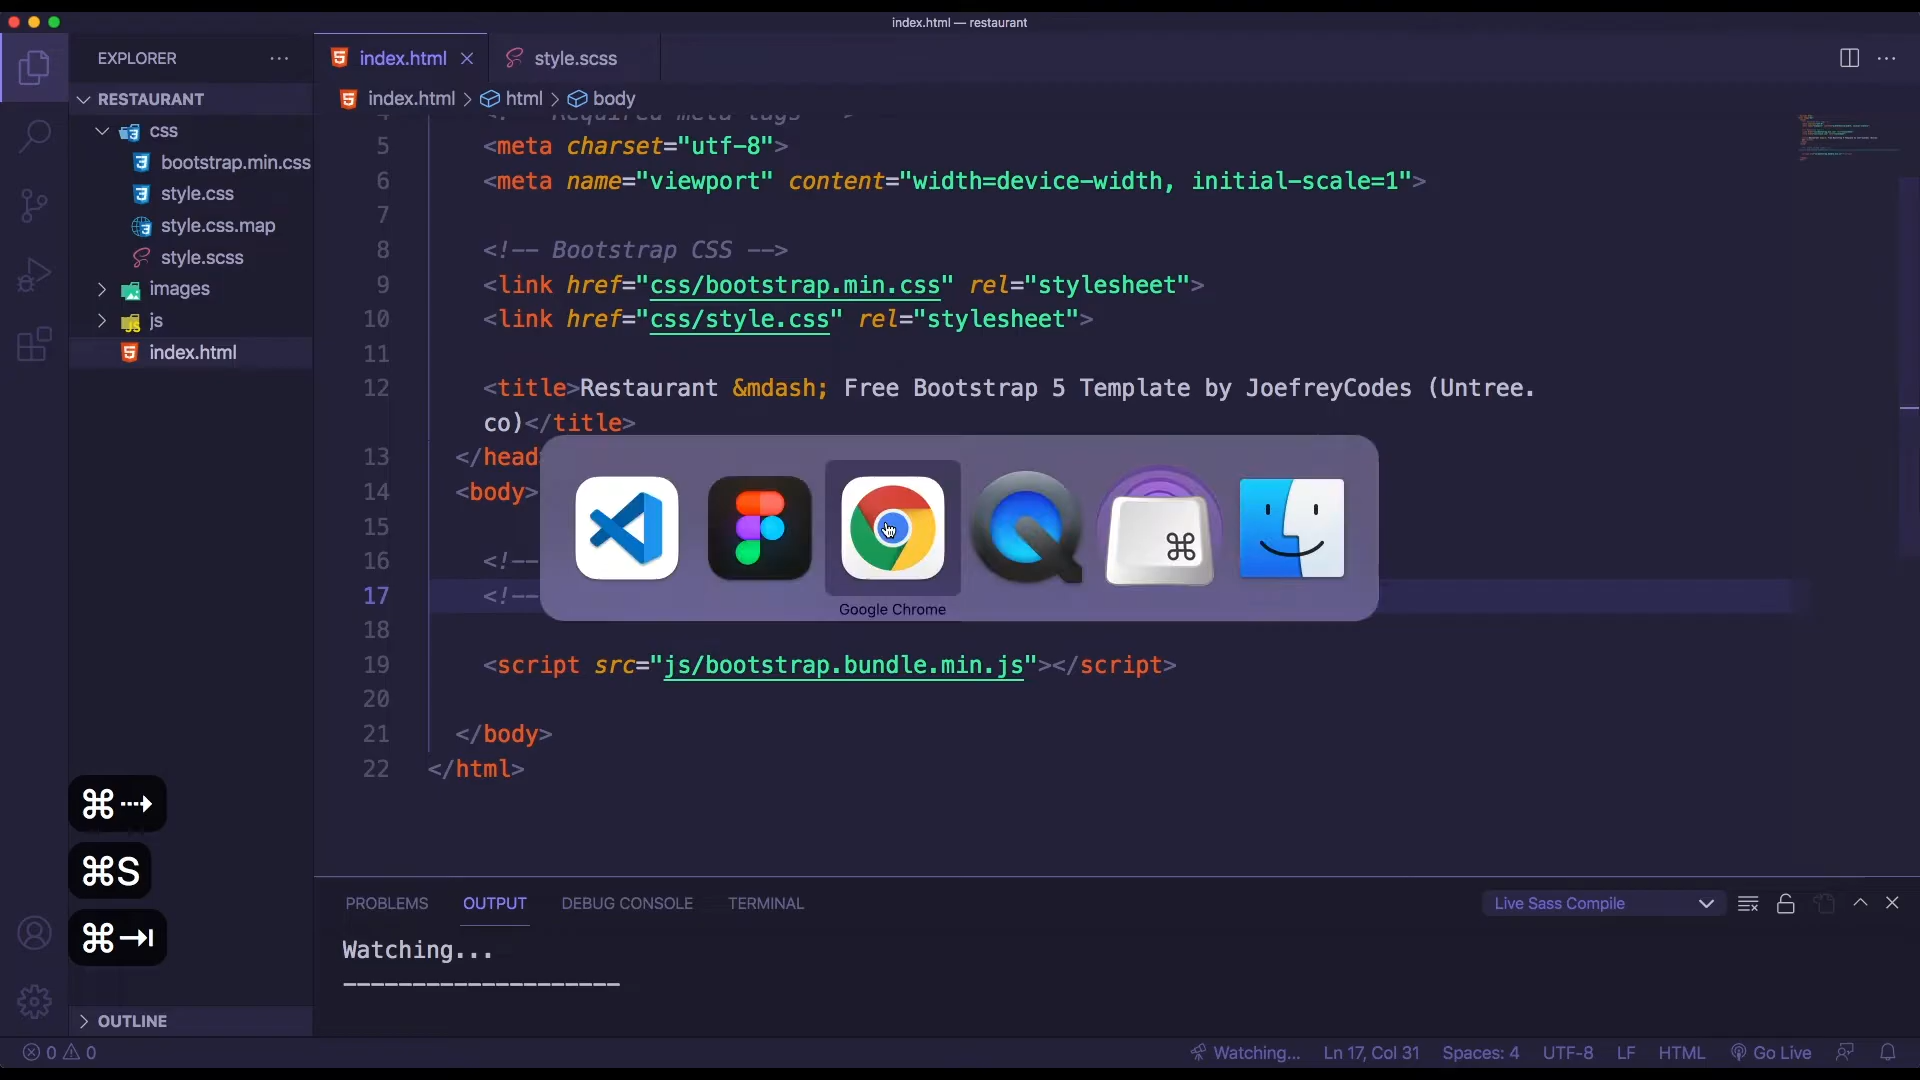 index.html — restaurant
EXPLORER
index.html
style.scss
RESTAURANT
index.html > html > body
css
bootstrap.min.css
style.css
style.css.map
style.scss
images
js
index.html
4 <!-- Required meta tags -->
5 <meta charset="utf-8">
6 <meta name="viewport" content="width=device-width, initial-scale=1">
7
8 <!-- Bootstrap CSS -->
9 <link href="css/bootstrap.min.css" rel="stylesheet">
10 <link href="css/style.css" rel="stylesheet">
11
12 <title>Restaurant &mdash; Free Bootstrap 5 Template by JoefreyCodes (Untree.
co)</title>
13 </head
14 <body>
15
16 <!--
17 <!--
18
19 <script src="js/bootstrap.bundle.min.js"></script>
20
21 </body>
22 </html>
Google Chrome
⌘⇢
⌘S
⌘⇥
PROBLEMS OUTPUT DEBUG CONSOLE TERMINAL
Live Sass Compile
Watching...
--------------------
OUTLINE
0 0
Watching... Ln 17, Col 31 Spaces: 4 UTF-8 LF HTML Go Live